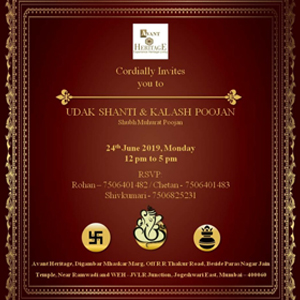 AVANT
HERITAGE
Cordially Invites
you to
UDAK SHANTI & KALASH POOJAN
Shubh Muhurat Poojan
24th June 2019, Monday
12 pm to 5 pm
RSVP:
Rohan - 7506401482 / Chetan - 7506401483
Shivkumar - 7506825231
Avant Heritage, Digambar Mhaskar Marg, Off R R Thakur Road, Beside Paras Nagar Jain
Temple, Near Ramwadi and WEH - JVLR Junction, Jogeshwari East, Mumbai - 400060